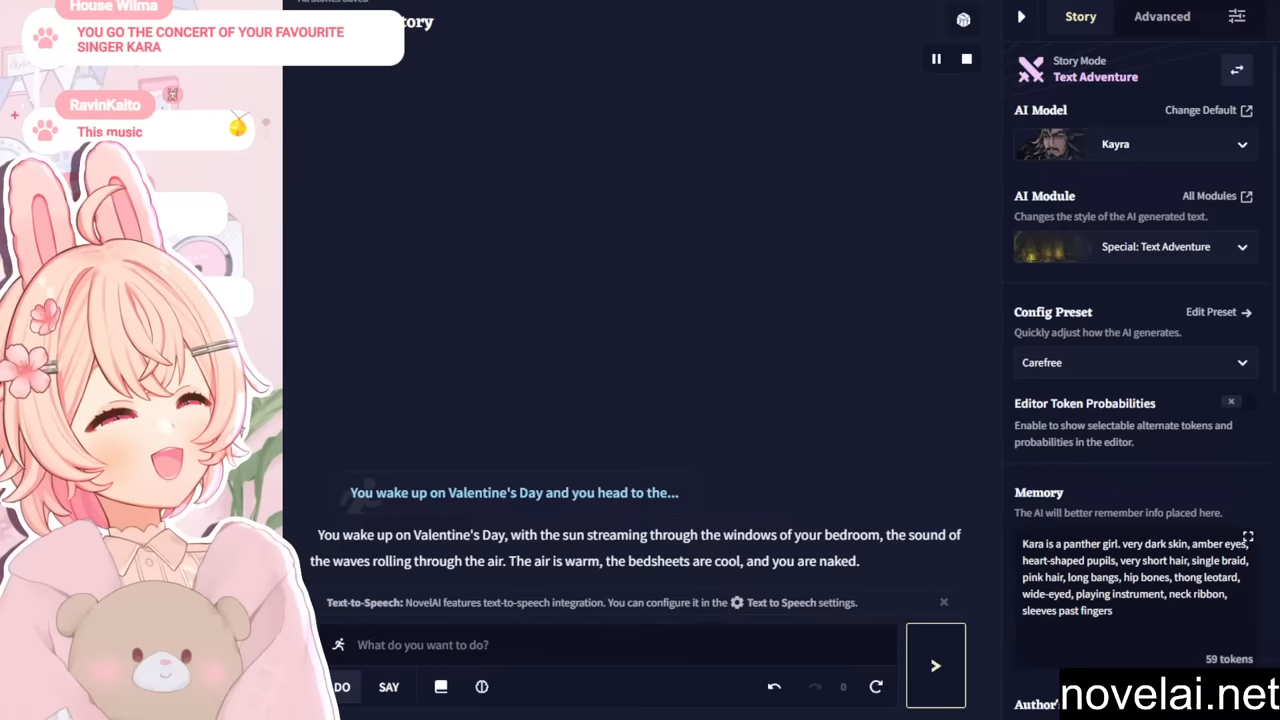 House Wilma
YOU GO THE CONCERT OF YOUR FAVOURITE
SINGER KARA
RavinKaito
This music
tory
Story
Advanced
Story Mode
Text Adventure
AI Model
Change Default
Kayra
AI Module
All Modules
Changes the style of the AI generated text.
Special: Text Adventure
Config Preset
Edit Preset
Quickly adjust how the AI generates.
Carefree
Editor Token Probabilities
Enable to show selectable alternate tokens and
probabilities in the editor.
Memory
The AI will better remember info placed here.
Kara is a panther girl. very dark skin, amber eyes,
heart-shaped pupils, very short hair, single braid,
pink hair, long bangs, hip bones, thong leotard,
wide-eyed, playing instrument, neck ribbon,
sleeves past fingers
59 tokens
Author'
You wake up on Valentine's Day and you head to the...
You wake up on Valentine's Day, with the sun streaming through the windows of your bedroom, the sound of
the waves rolling through the air. The air is warm, the bedsheets are cool, and you are naked.
Text-to-Speech: NovelAI features text-to-speech integration. You can configure it in the Text to Speech settings.
What do you want to do?
DO
SAY
0
novelai.net